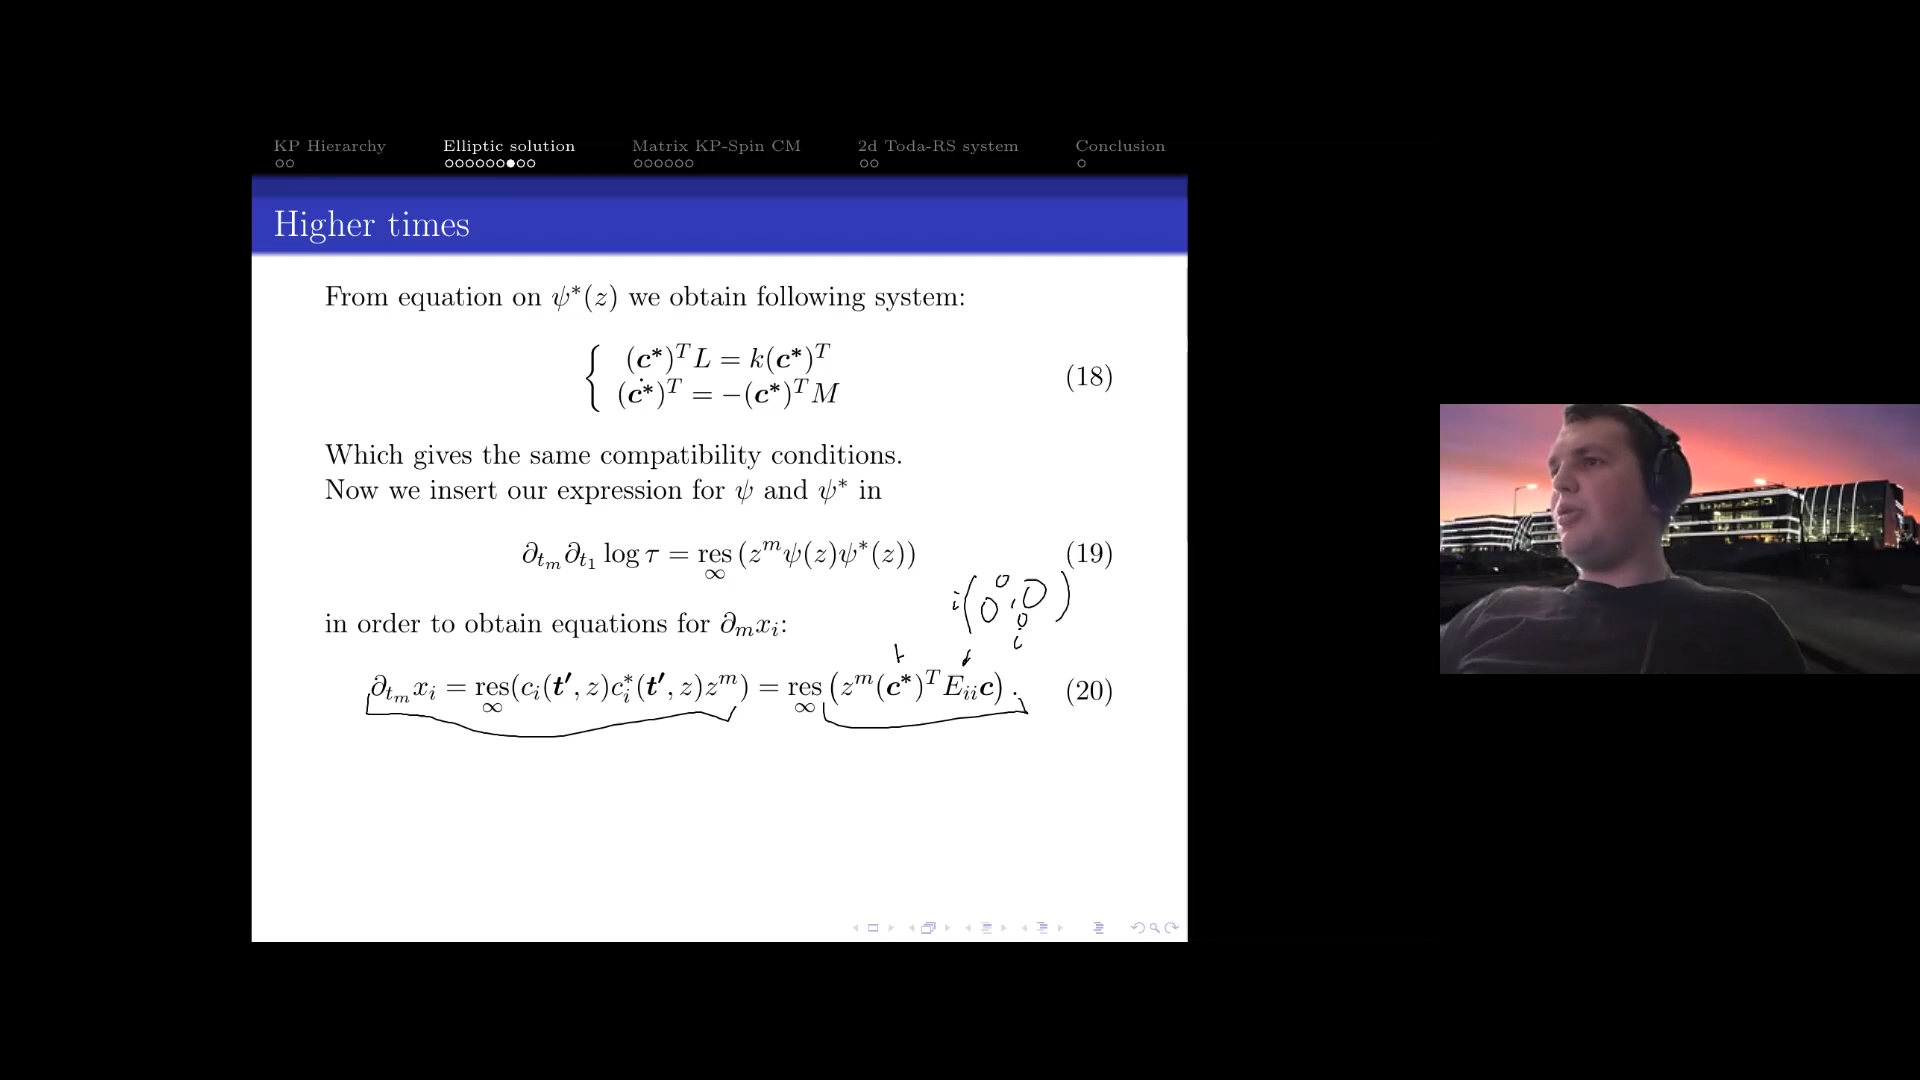 KP Hierarchy Elliptic solution Matrix KP-Spin CM 2d Toda-RS system Conclusion
Higher times
From equation on ψ*(z) we obtain following system:
(c*)ᵀL = k(c*)ᵀ
(ċ*)ᵀ = −(c*)ᵀM
(18)
Which gives the same compatibility conditions.
Now we insert our expression for ψ and ψ* in
∂_{t_m}∂_{t_1} log τ = res_∞ (z^m ψ(z)ψ*(z)) (19)
in order to obtain equations for ∂_m x_i:
∂_{t_m} x_i = res_∞ (c_i(t′, z)c_i*(t′, z)z^m) = res_∞ (z^m (c*)ᵀE_{ii}c) . (20)